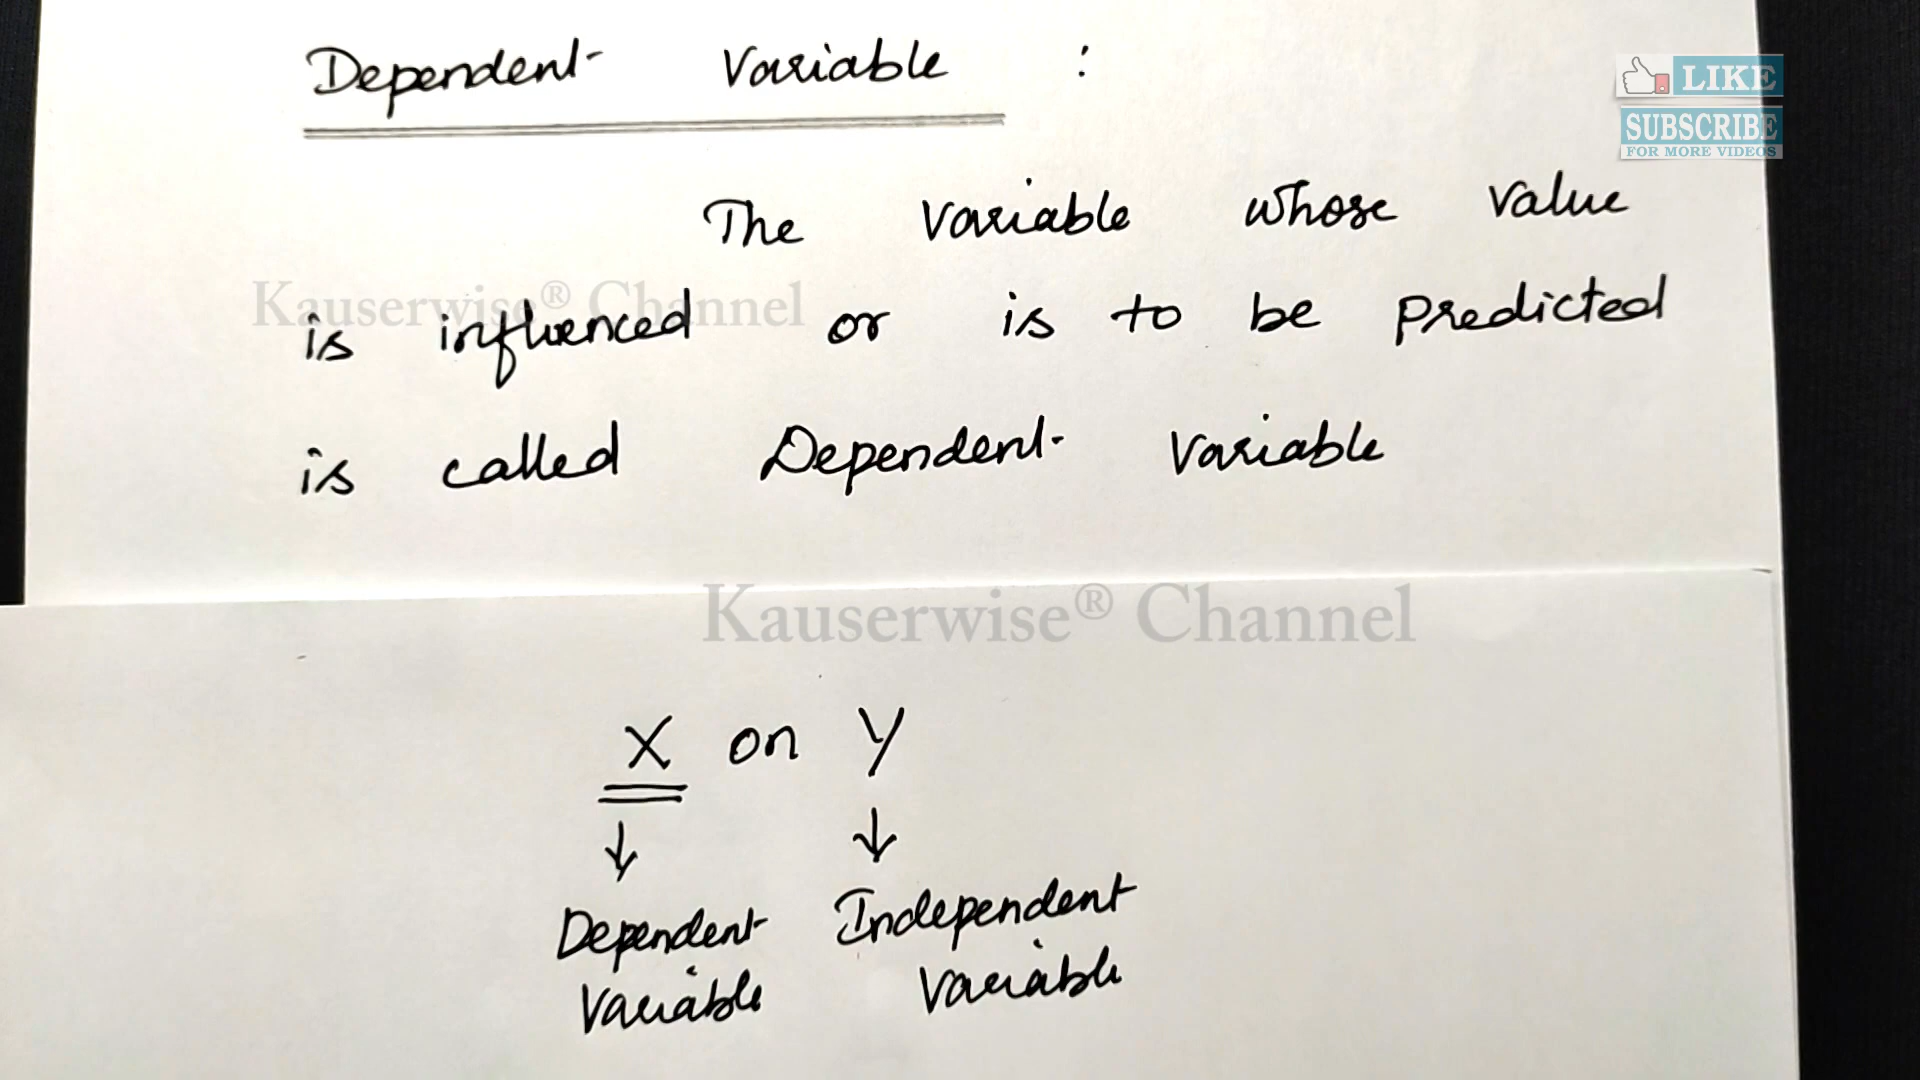 Dependent Variable :
LIKE
SUBSCRIBE
FOR MORE VIDEOS
The Variable whose value
Kauserwise® Channel
is influenced or is to be predicted
is called Dependent Variable
Kauserwise® Channel
X on Y
Dependent Independent
Variable Variable